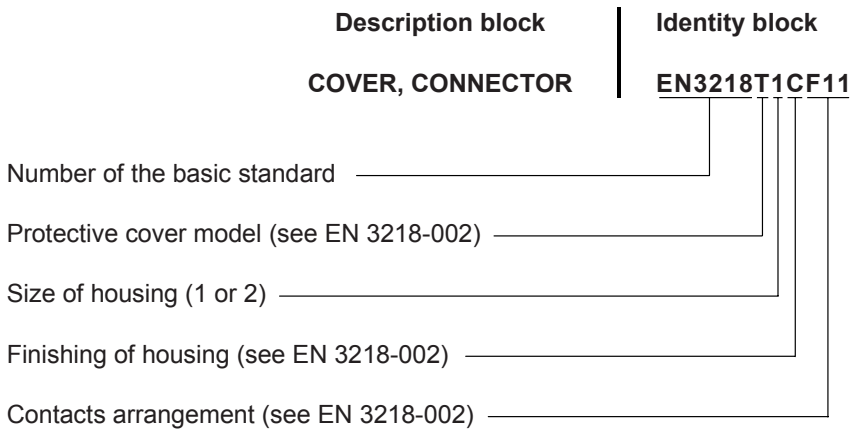 Description block Identity block
COVER, CONNECTOR EN3218T1CF11
Number of the basic standard
Protective cover model (see EN 3218-002)
Size of housing (1 or 2)
Finishing of housing (see EN 3218-002)
Contacts arrangement (see EN 3218-002)